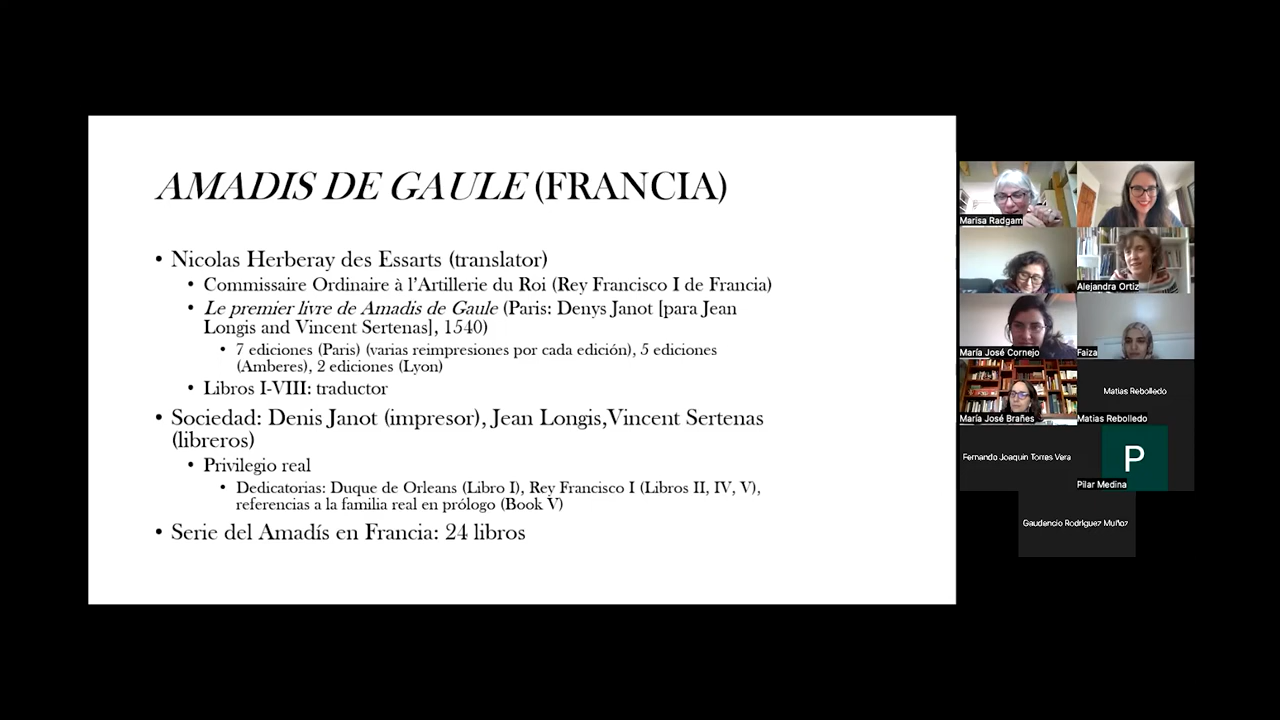 AMADIS DE GAULE (FRANCIA)
• Nicolas Herberay des Essarts (translator)
• Commissaire Ordinaire à l'Artillerie du Roi (Rey Francisco I de Francia)
• Le premier livre de Amadis de Gaule (Paris: Denys Janot [para Jean
Longis and Vincent Sertenas], 1540)
• 7 ediciones (Paris) (varias reimpresiones por cada edición), 5 ediciones
(Amberes), 2 ediciones (Lyon)
• Libros I-VIII: traductor
• Sociedad: Denis Janot (impresor), Jean Longis,Vincent Sertenas
(libreros)
• Privilegio real
• Dedicatorias: Duque de Orleans (Libro I), Rey Francisco I (Libros II, IV, V),
referencias a la familia real en prólogo (Book V)
• Serie del Amadís en Francia: 24 libros
Marisa Radgam
Alejandra Ortiz
María José Cornejo
Faiza
María José Brañes
Matias Rebolledo
Matias Rebolledo
Fernando Joaquin Torres Vera
P
Pilar Medina
Gaudencio Rodriguez Muñoz